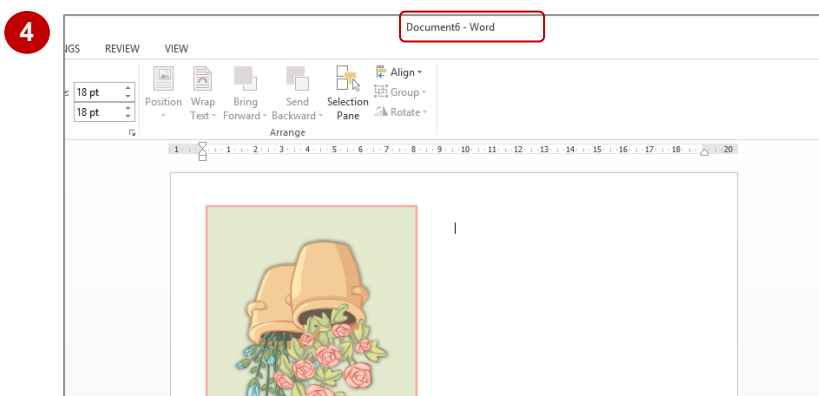 4
Document6 - Word
REVIEW VIEW
18 pt
18 pt
Position Wrap Text Bring Forward Send Backward Selection Pane
Align
Group
Rotate
Arrange
1 1 2 3 4 5 6 7 8 9 10 11 12 13 14 15 16 17 18 20